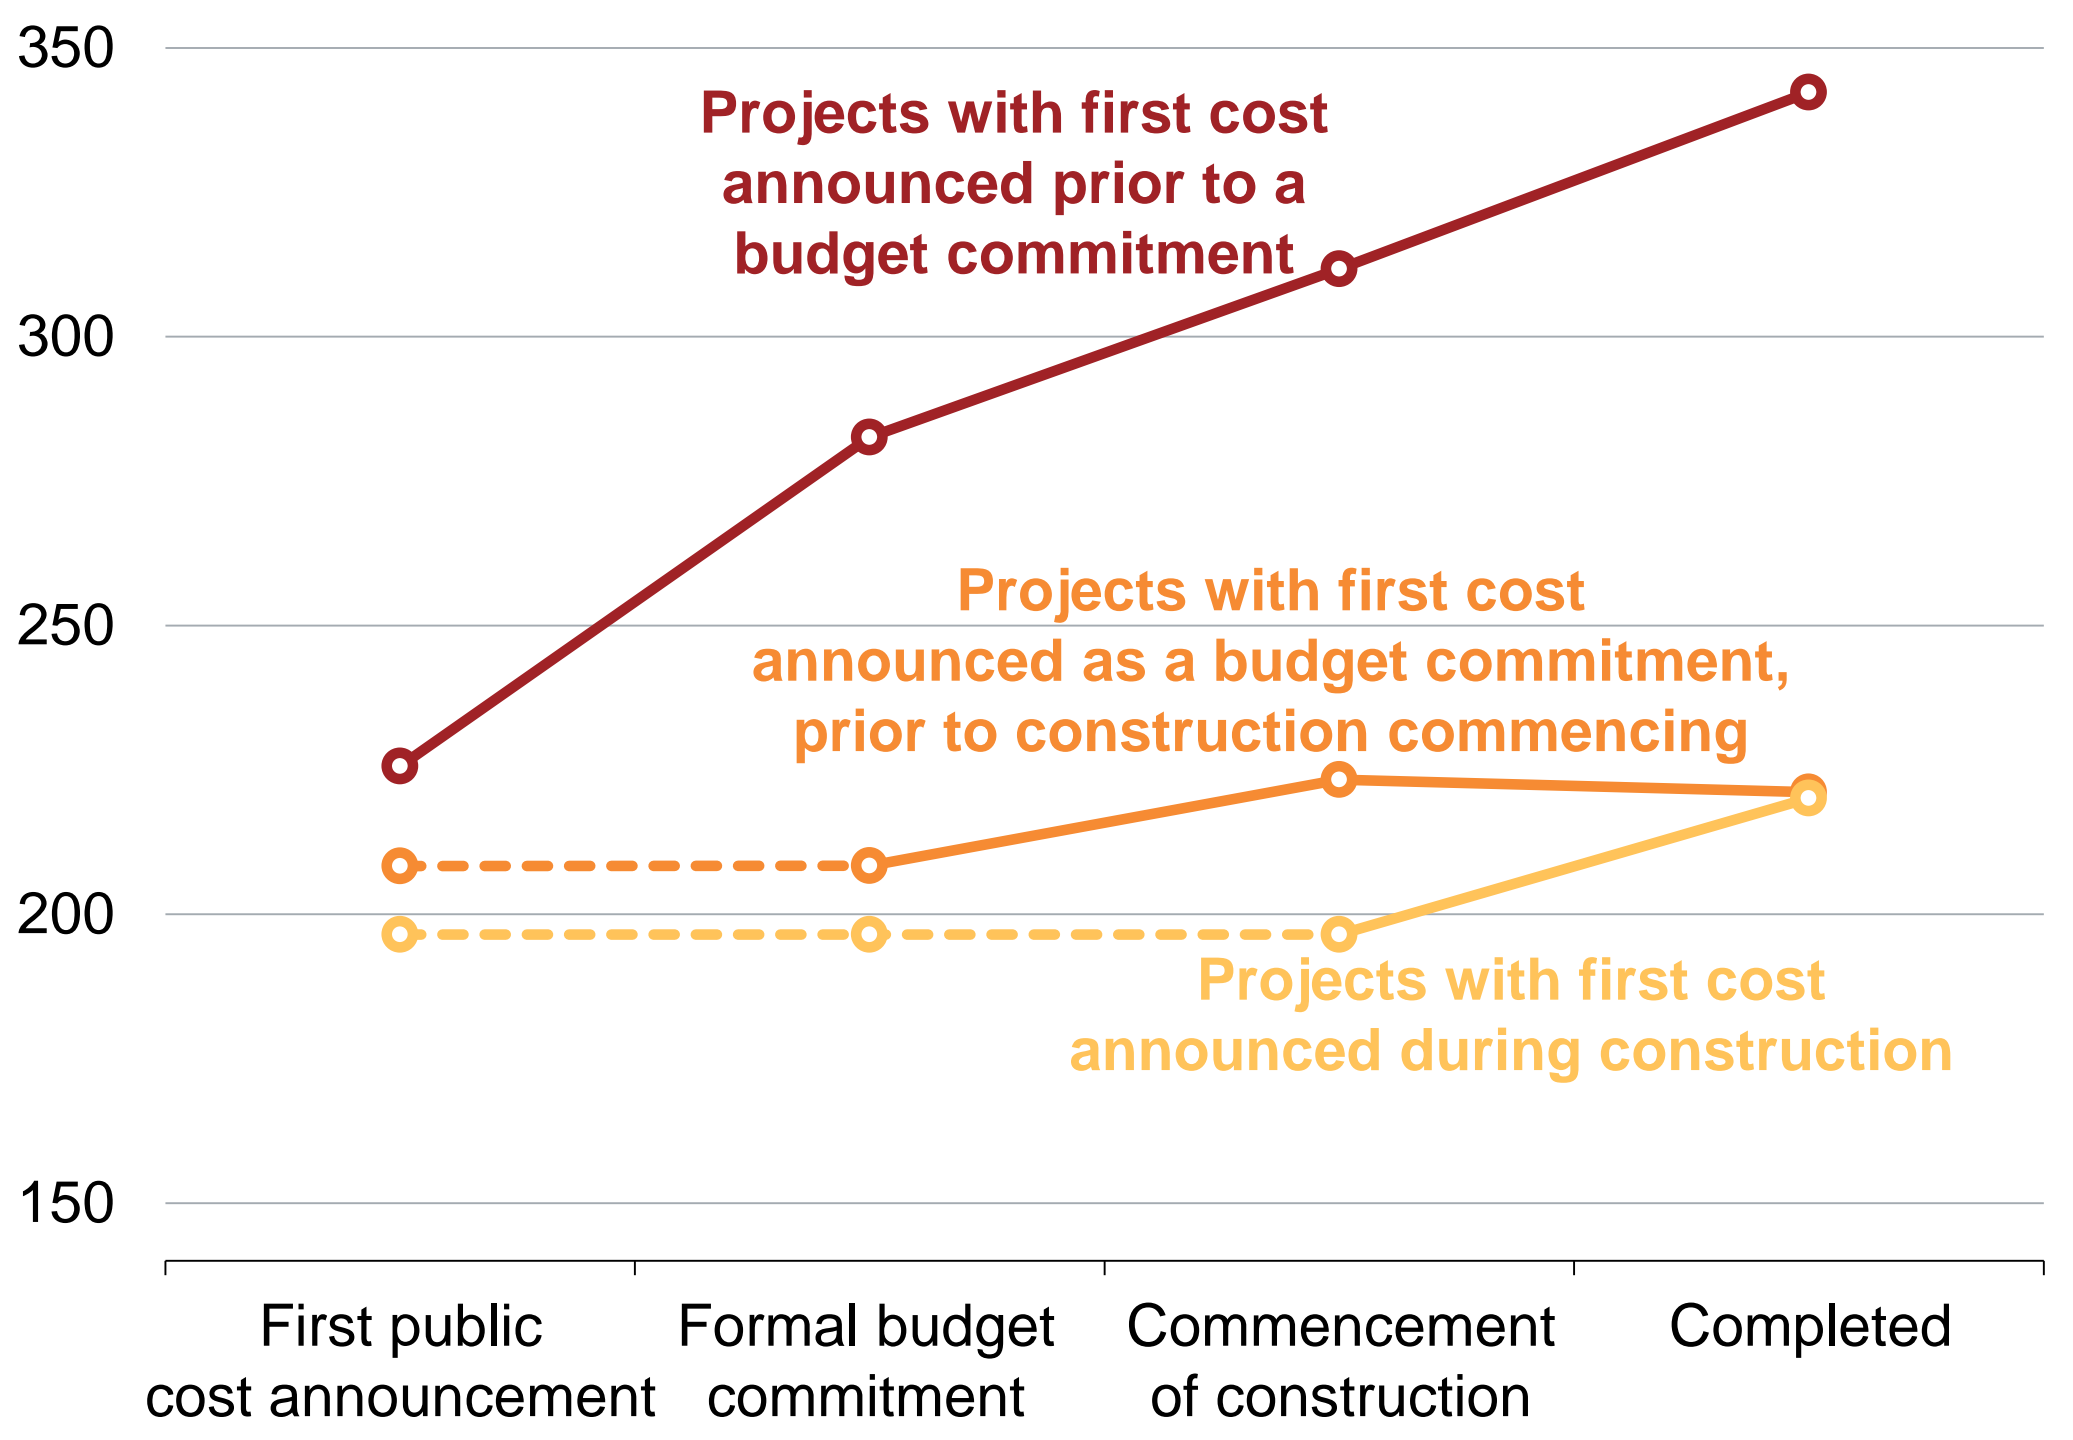 350
Projects with first cost
announced prior to a
budget commitment
300
Projects with first cost
250
announced as a budget commitment,
prior to construction commencing
200
Projects with first cost
announced during construction
150
First public
cost announcement
Formal budget
commitment
Commencement
of construction
Completed